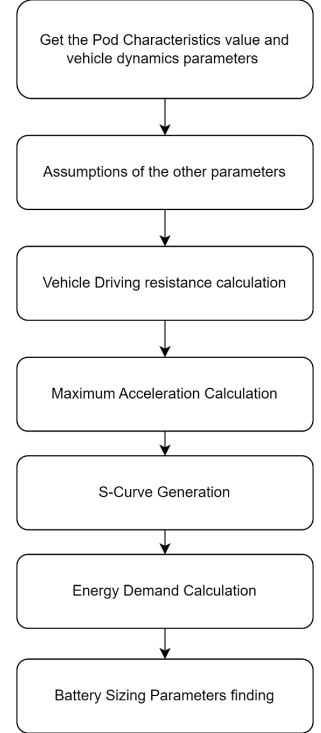 Get the Pod Characteristics value and
vehicle dynamics parameters
Assumptions of the other parameters
Vehicle Driving resistance calculation
Maximum Acceleration Calculation
S-Curve Generation
Energy Demand Calculation
Battery Sizing Parameters finding